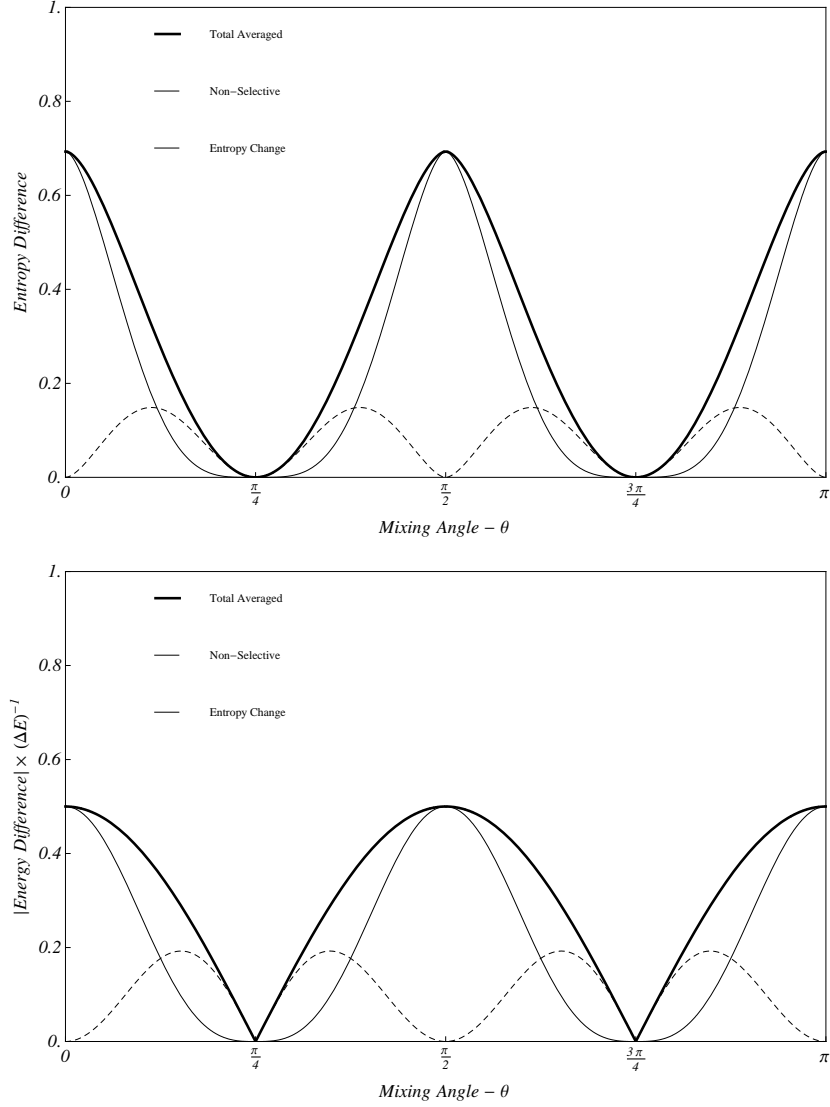 1.
Total Averaged
0.8
Non−Selective
Entropy Change
0.6
Entropy Difference
0.4
0.2
0.
0 π/4 π/2 3 π/4 π
Mixing Angle − θ
1.
Total Averaged
0.8
Non−Selective
Entropy Change
0.6
|Energy Difference| × (ΔE)⁻¹
0.4
0.2
0.
0 π/4 π/2 3 π/4 π
Mixing Angle − θ